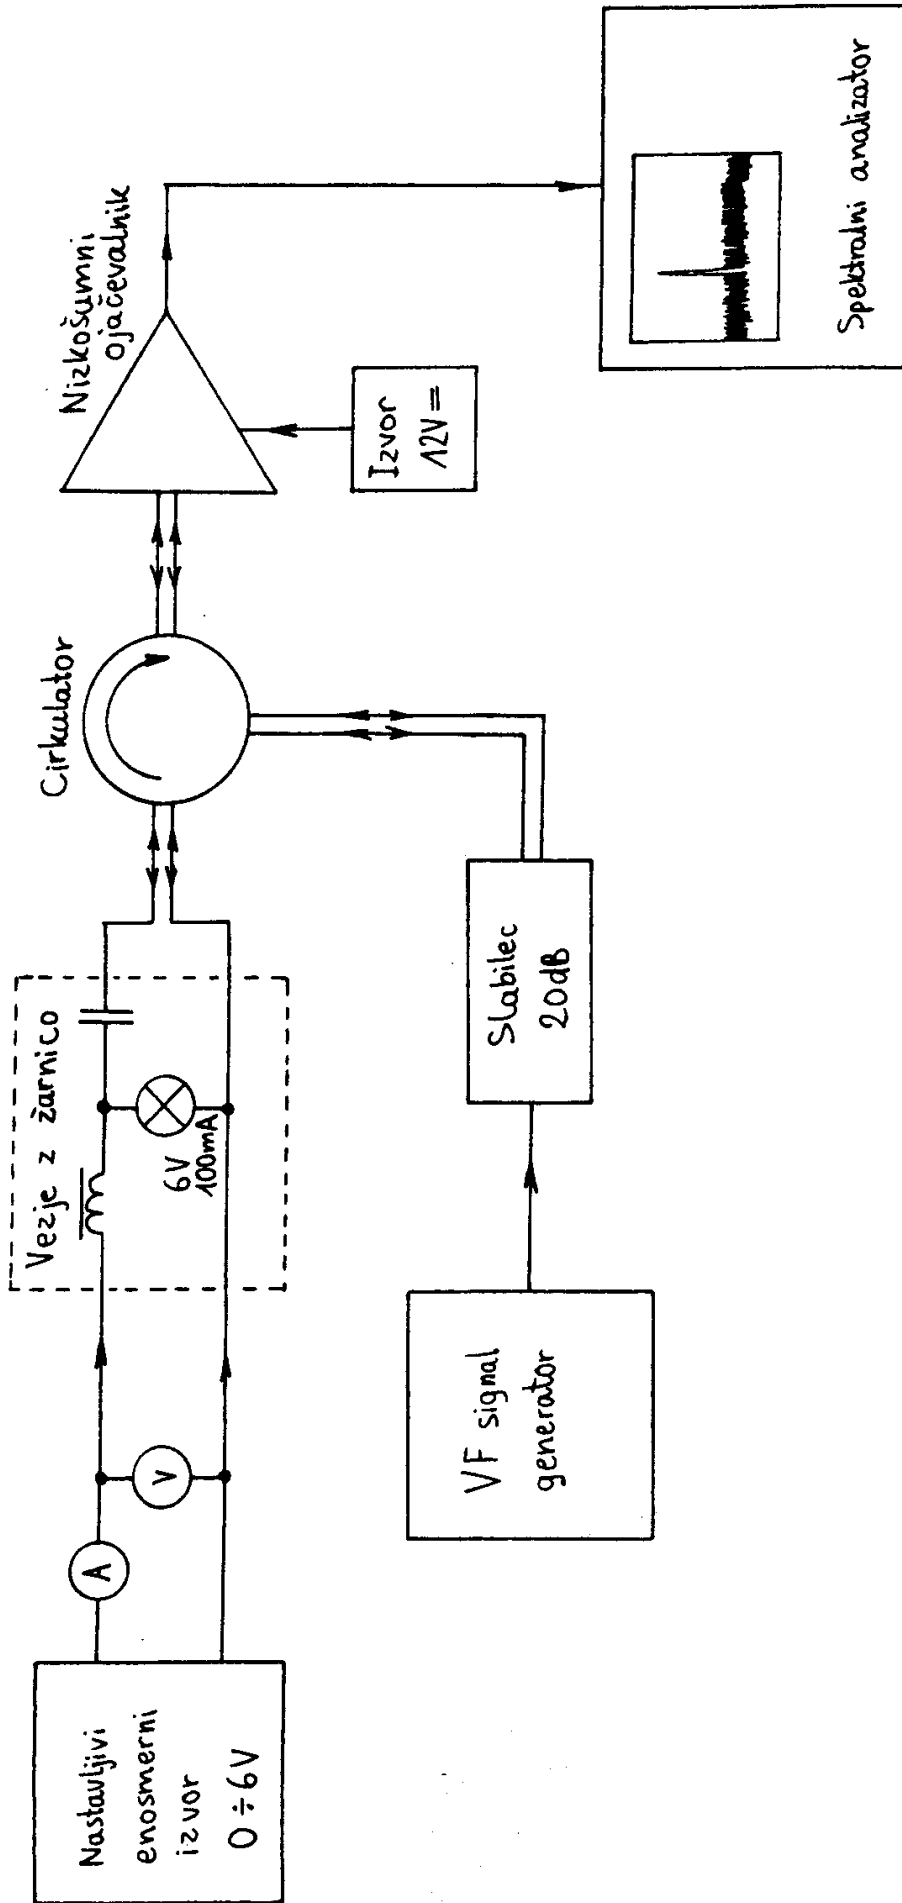 Nastavljivi
enosmerni
izvor
0 ÷ 6V
A
V
Vezje z žarnico
6V
100mA
Cirkulator
Nizkošumni
ojačevalnik
Izvor
12V=
VF signal
generator
Slabilec
20dB
Spektralni analizator